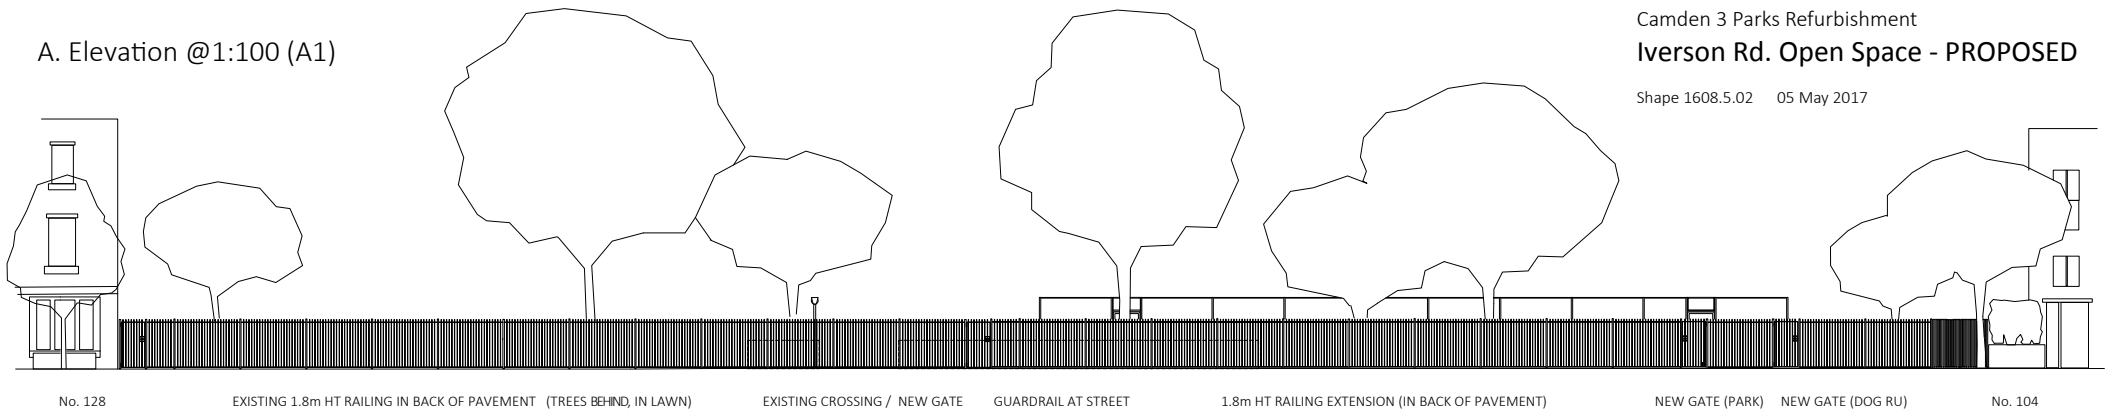 A. Elevation @1:100 (A1)
Camden 3 Parks Refurbishment
Iverson Rd. Open Space - PROPOSED
Shape 1608.5.02 05 May 2017
No. 128 EXISTING 1.8m HT RAILING IN BACK OF PAVEMENT (TREES BEHIND, IN LAWN) EXISTING CROSSING / NEW GATE GUARDRAIL AT STREET 1.8m HT RAILING EXTENSION (IN BACK OF PAVEMENT) NEW GATE (PARK) NEW GATE (DOG RU) No. 104